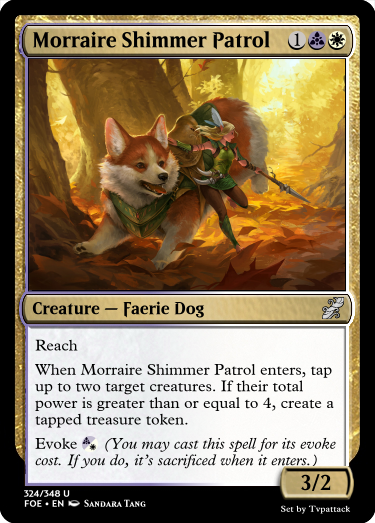 Morraire Shimmer Patrol 1
Creature — Faerie Dog
Reach
When Morraire Shimmer Patrol enters, tap
up to two target creatures. If their total
power is greater than or equal to 4, create a
tapped treasure token.
Evoke (You may cast this spell for its evoke
cost. If you do, it's sacrificed when it enters.)
3/2
324/348 U
FOE • EN Sandara Tang
Set by Tvpattack